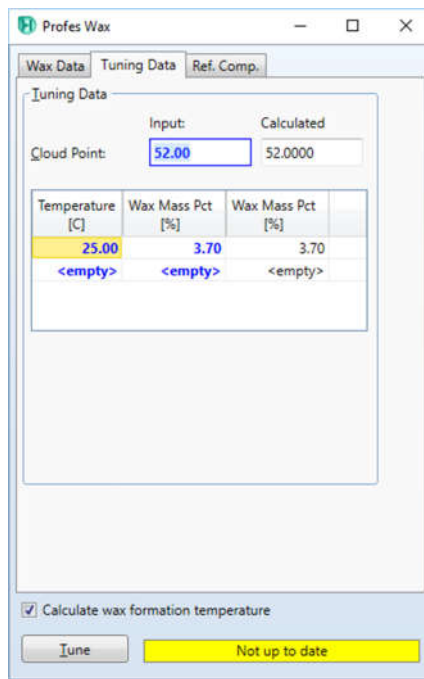 Profes Wax
Wax Data Tuning Data Ref. Comp.
Tuning Data
Input: Calculated
Cloud Point: 52.00 52.0000
Temperature Wax Mass Pct Wax Mass Pct
[C] [%] [%]
25.00 3.70 3.70
<empty> <empty> <empty>
Calculate wax formation temperature
Tune Not up to date